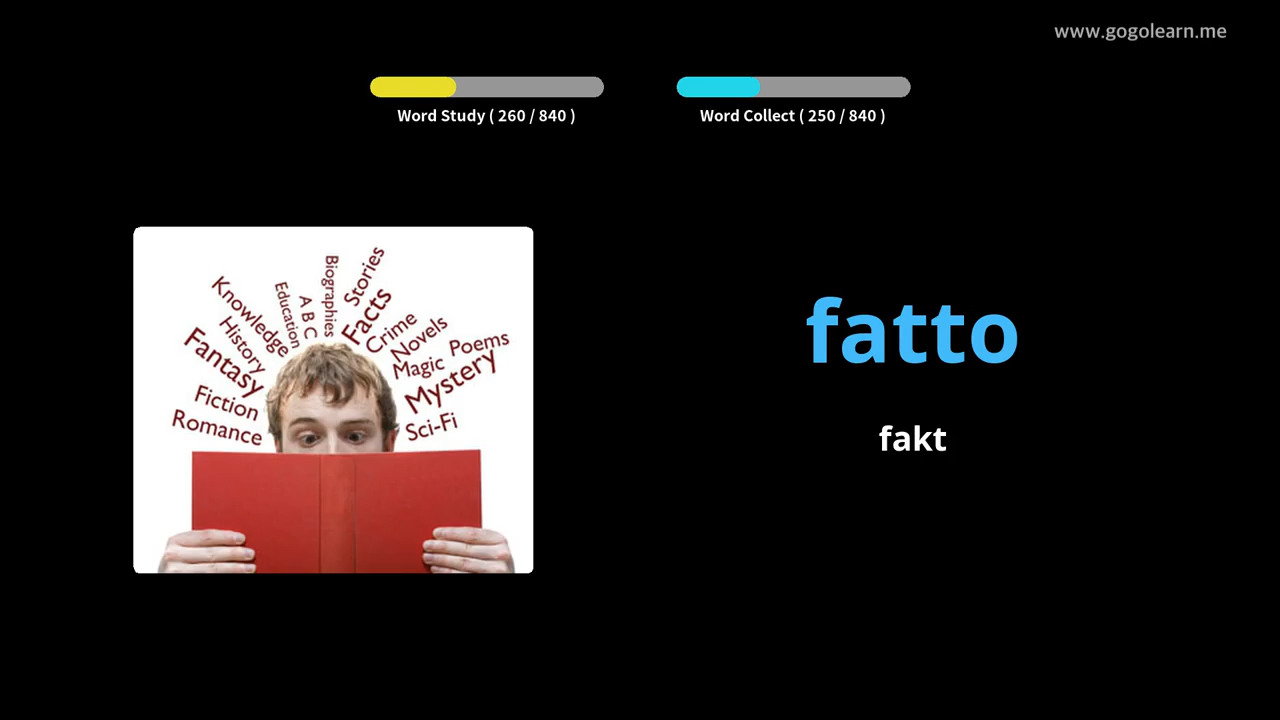 www.gogolearn.me
Word Study ( 260 / 840 )
Word Collect ( 250 / 840 )
Biographies
Stories
Education
A B C
Facts
Knowledge
Crime
History
Novels
Poems
Fantasy
Magic
Mystery
Fiction
Romance
Sci-Fi
fatto
fakt